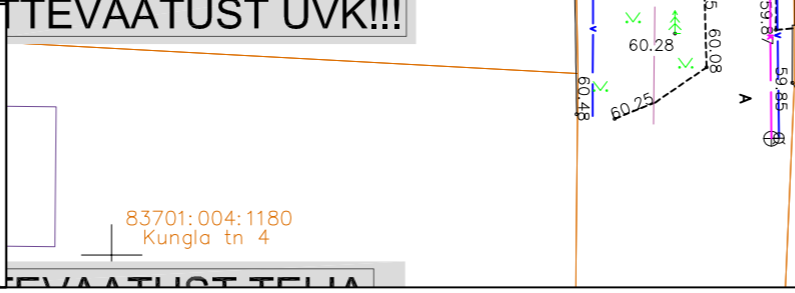 TTEVAATUST UVK!!!
60.28
60.08
59.87
60.48
60.25
59.85
A
83701:004:1180
Kungla tn 4
TEVAATUST TELIA